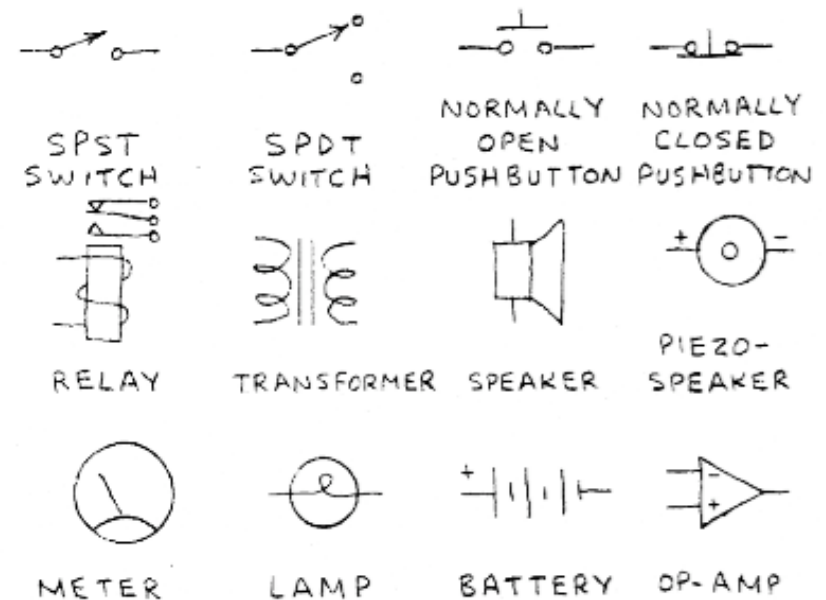 SPST
SWITCH
SPDT
SWITCH
NORMALLY
OPEN
PUSHBUTTON
NORMALLY
CLOSED
PUSHBUTTON
RELAY
TRANSFORMER
SPEAKER
+ -
PIEZO-
SPEAKER
METER
LAMP
+
BATTERY
-
+
OP-AMP